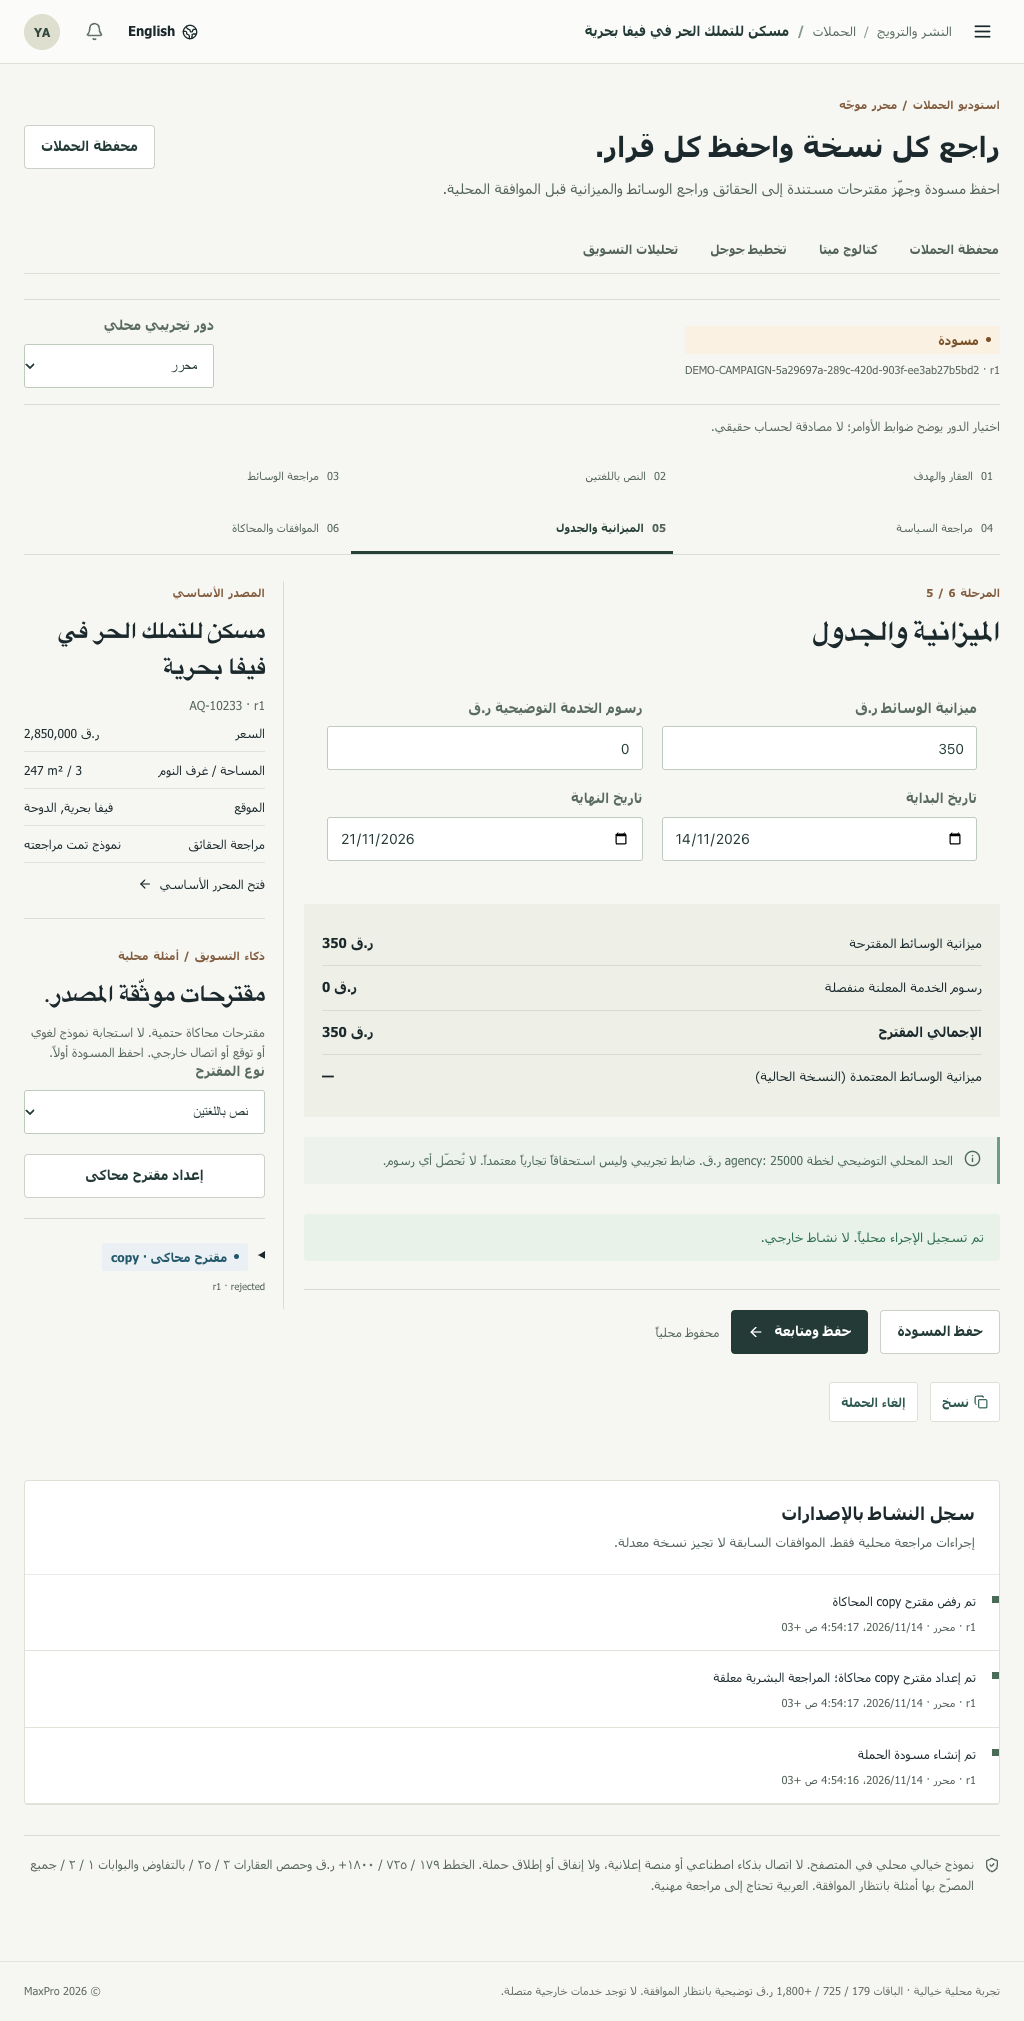 النشر والترويج / الحملات / مسكن للتملك الحر في فيفا بحرية
English
YA
استوديو الحملات / محرر موجّه
راجع كل نسخة واحفظ كل قرار.
محفظة الحملات
احفظ مسودة وجهّز مقترحات مستندة إلى الحقائق وراجع الوسائط والميزانية قبل الموافقة المحلية.
محفظة الحملات
كتالوج ميتا
تخطيط جوجل
تحليلات التسويق
• مسودة
DEMO-CAMPAIGN-5a29697a-289c-420d-903f-ee3ab27b5bd2 · r1
دور تجريبي محلي
محرر
اختيار الدور يوضح ضوابط الأوامر؛ لا مصادقة لحساب حقيقي.
01 العقار والهدف
02 النص باللغتين
03 مراجعة الوسائط
04 مراجعة السياسة
05 الميزانية والجدول
06 الموافقات والمحاكاة
المرحلة 6 / 5
الميزانية والجدول
ميزانية الوسائط ر.ق
350
رسوم الخدمة التوضيحية ر.ق
0
تاريخ البداية
14/11/2026
تاريخ النهاية
21/11/2026
ميزانية الوسائط المقترحة
ر.ق 350
رسوم الخدمة المعلنة منفصلة
ر.ق 0
الإجمالي المقترح
ر.ق 350
ميزانية الوسائط المعتمدة (النسخة الحالية)
—
الحد المحلي التوضيحي لخطة agency: 25000 ر.ق. ضابط تجريبي وليس استحقاقاً تجارياً معتمداً. لا تُحصّل أي رسوم.
تم تسجيل الإجراء محلياً. لا نشاط خارجي.
حفظ المسودة
حفظ ومتابعة
محفوظ محلياً
نسخ
إلغاء الحملة
المصدر الأساسي
مسكن للتملك الحر في
فيفا بحرية
AQ-10233 · r1
السعر
ر.ق 2,850,000
المساحة / غرف النوم
247 m² / 3
الموقع
فيفا بحرية, الدوحة
مراجعة الحقائق
نموذج تمت مراجعته
فتح المحرر الأساسي
ذكاء التسويق / أمثلة محلية
مقترحات موثّقة المصدر.
مقترحات محاكاة حتمية. لا استجابة نموذج لغوي
أو توقع أو اتصال خارجي. احفظ المسودة أولاً.
نوع المقترح
نص باللغتين
إعداد مقترح محاكى
• مقترح محاكى · copy
r1 · rejected
سجل النشاط بالإصدارات
إجراءات مراجعة محلية فقط. الموافقات السابقة لا تجيز نسخة معدلة.
تم رفض مقترح copy المحاكاة
r1 · محرر · 2026/11/14، 4:54:17 ص +03
تم إعداد مقترح copy محاكاة؛ المراجعة البشرية معلقة
r1 · محرر · 2026/11/14، 4:54:17 ص +03
تم إنشاء مسودة الحملة
r1 · محرر · 2026/11/14، 4:54:16 ص +03
نموذج خيالي محلي في المتصفح. لا اتصال بذكاء اصطناعي أو منصة إعلانية، ولا إنفاق أو إطلاق حملة. الخطط ١٧٩ / ٧٢٥ / ١٨٠٠+ ر.ق وحصص العقارات ٣ / ٢٥ / بالتفاوض والبوابات ١ / ٢ / جميع
المصرّح بها أمثلة بانتظار الموافقة. العربية تحتاج إلى مراجعة مهنية.
تجربة محلية خيالية · الباقات 179 / 725 / +1,800 ر.ق توضيحية بانتظار الموافقة. لا توجد خدمات خارجية متصلة.
© 2026 MaxPro